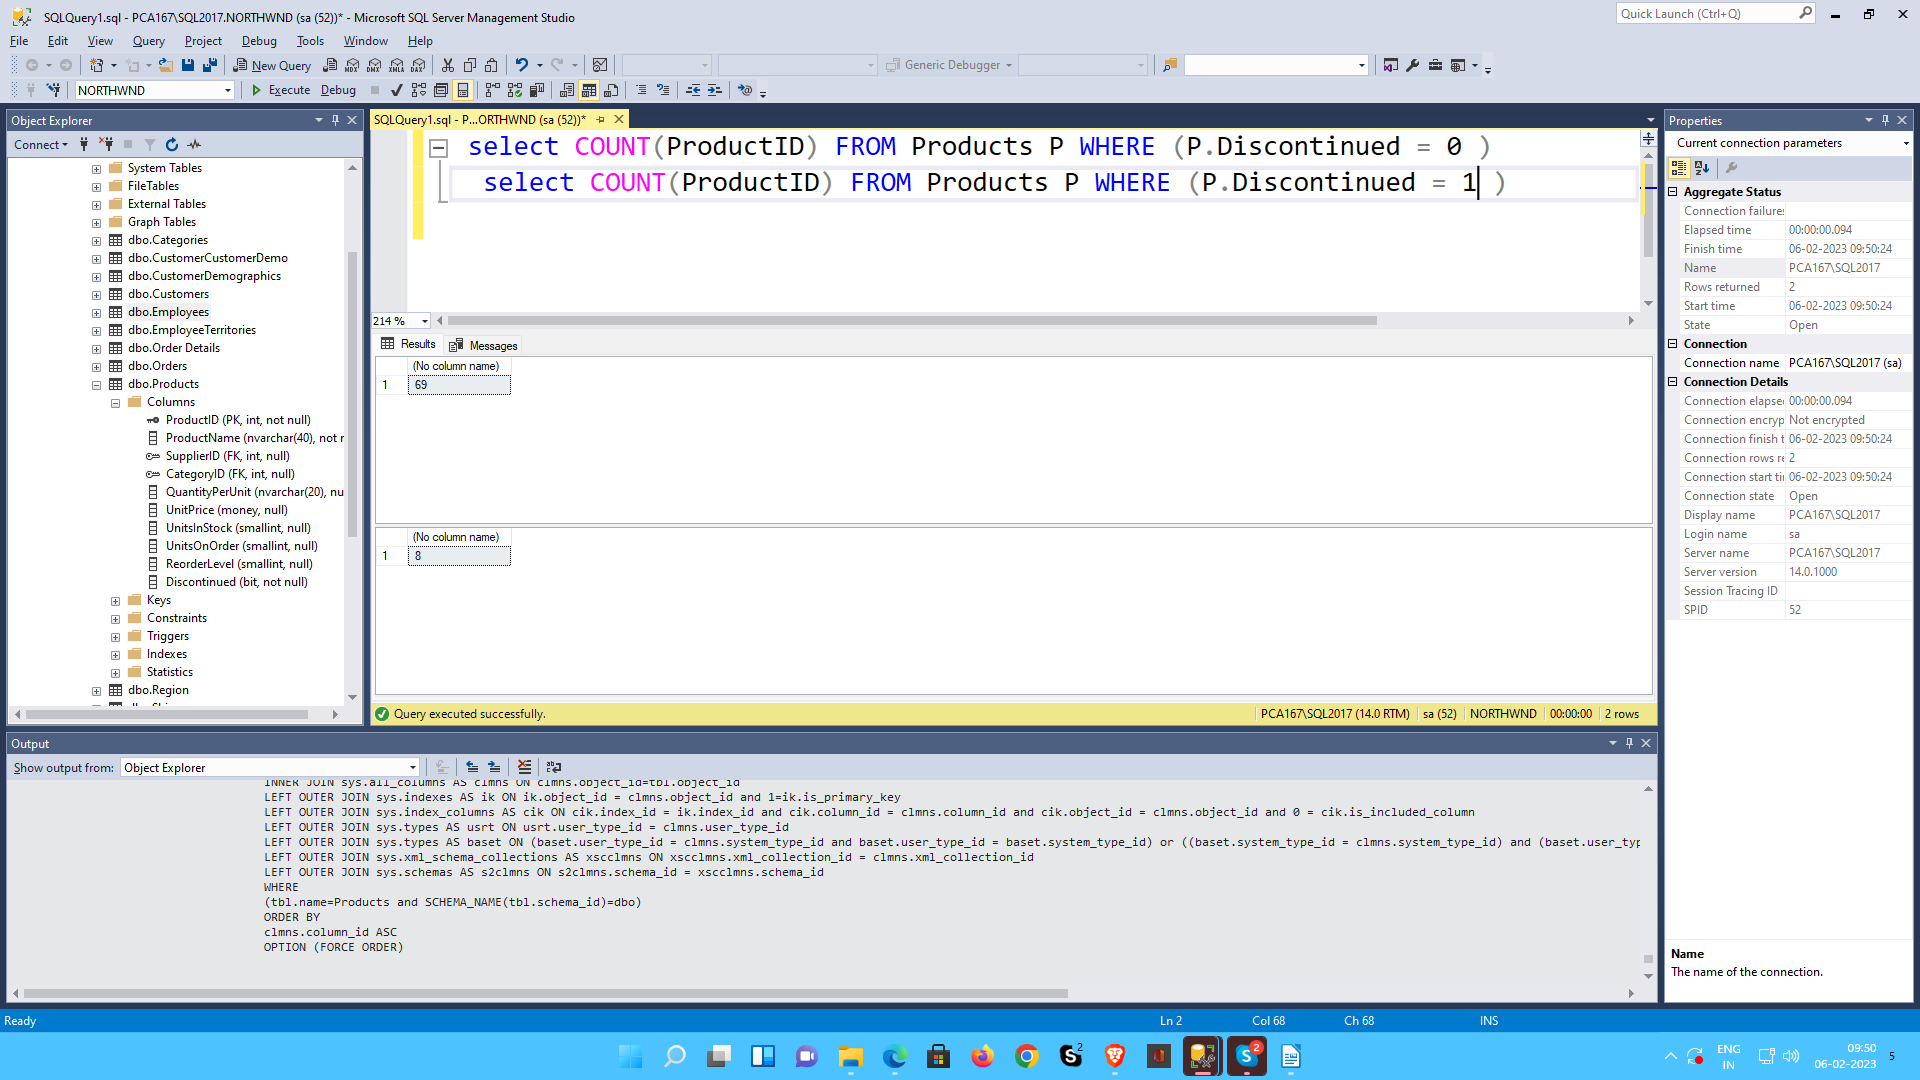 SQLQuery1.sql - PCA167\SQL2017.NORTHWND (sa (52))* - Microsoft SQL Server Management Studio
Quick Launch (Ctrl+Q)
File Edit View Query Project Debug Tools Window Help
New Query
Generic Debugger
NORTHWND
Execute Debug
Object Explorer
Connect
System Tables
FileTables
External Tables
Graph Tables
dbo.Categories
dbo.CustomerCustomerDemo
dbo.CustomerDemographics
dbo.Customers
dbo.Employees
dbo.EmployeeTerritories
dbo.Order Details
dbo.Orders
dbo.Products
Columns
ProductID (PK, int, not null)
ProductName (nvarchar(40), not r
SupplierID (FK, int, null)
CategoryID (FK, int, null)
QuantityPerUnit (nvarchar(20), nu
UnitPrice (money, null)
UnitsInStock (smallint, null)
UnitsOnOrder (smallint, null)
ReorderLevel (smallint, null)
Discontinued (bit, not null)
Keys
Constraints
Triggers
Indexes
Statistics
dbo.Region
SQLQuery1.sql - P...ORTHWND (sa (52))*
select COUNT(ProductID) FROM Products P WHERE (P.Discontinued = 0 )
select COUNT(ProductID) FROM Products P WHERE (P.Discontinued = 1 )
214 %
Results Messages
(No column name)
1 69
(No column name)
1 8
Query executed successfully.
PCA167\SQL2017 (14.0 RTM) sa (52) NORTHWND 00:00:00 2 rows
Properties
Current connection parameters
Aggregate Status
Connection failures
Elapsed time 00:00:00.094
Finish time 06-02-2023 09:50:24
Name PCA167\SQL2017
Rows returned 2
Start time 06-02-2023 09:50:24
State Open
Connection
Connection name PCA167\SQL2017 (sa)
Connection Details
Connection elapse 00:00:00.094
Connection encryp Not encrypted
Connection finish t 06-02-2023 09:50:24
Connection rows re 2
Connection start ti 06-02-2023 09:50:24
Connection state Open
Display name PCA167\SQL2017
Login name sa
Server name PCA167\SQL2017
Server version 14.0.1000
Session Tracing ID
SPID 52
Name
The name of the connection.
Output
Show output from: Object Explorer
INNER JOIN sys.all_columns AS clmns ON clmns.object_id=tbl.object_id
LEFT OUTER JOIN sys.indexes AS ik ON ik.object_id = clmns.object_id and 1=ik.is_primary_key
LEFT OUTER JOIN sys.index_columns AS cik ON cik.index_id = ik.index_id and cik.column_id = clmns.column_id and cik.object_id = clmns.object_id and 0 = cik.is_included_column
LEFT OUTER JOIN sys.types AS usrt ON usrt.user_type_id = clmns.user_type_id
LEFT OUTER JOIN sys.types AS baset ON (baset.user_type_id = clmns.system_type_id and baset.user_type_id = baset.system_type_id) or ((baset.system_type_id = clmns.system_type_id) and (baset.user_typ
LEFT OUTER JOIN sys.xml_schema_collections AS xscclmns ON xscclmns.xml_collection_id = clmns.xml_collection_id
LEFT OUTER JOIN sys.schemas AS s2clmns ON s2clmns.schema_id = xscclmns.schema_id
WHERE
(tbl.name=Products and SCHEMA_NAME(tbl.schema_id)=dbo)
ORDER BY
clmns.column_id ASC
OPTION (FORCE ORDER)
Ready
Ln 2 Col 68 Ch 68 INS
ENG
IN
09:50
06-02-2023
5